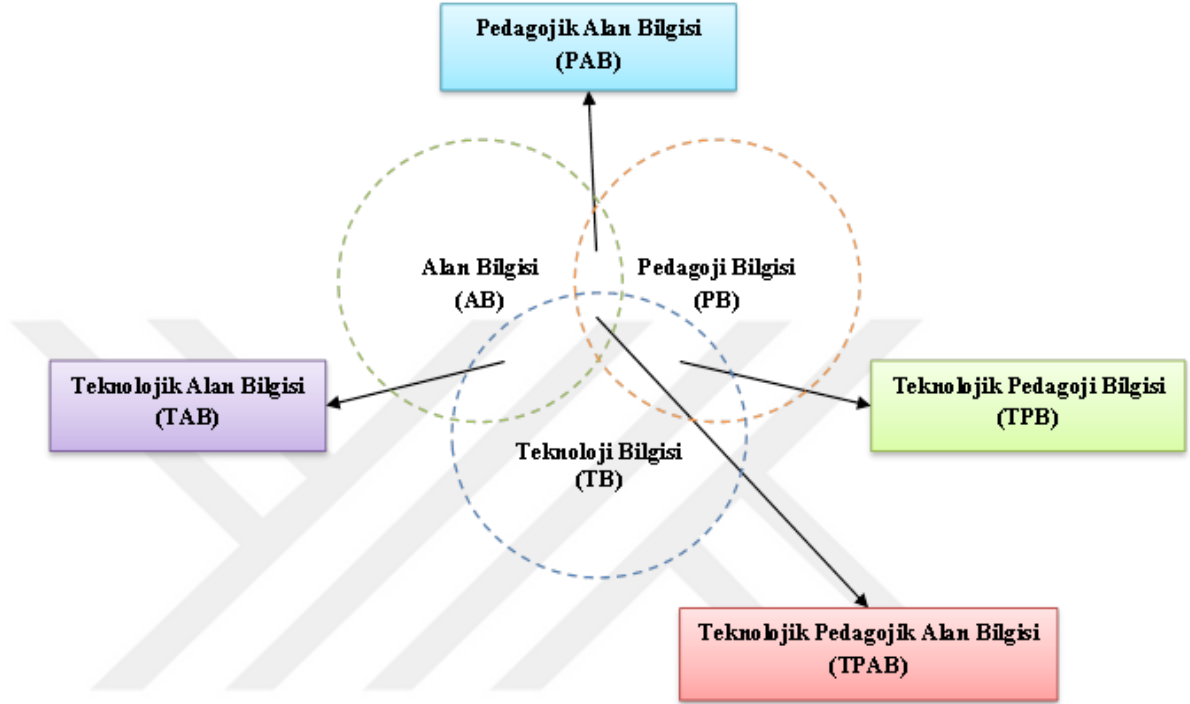 Pedagojik Alan Bilgisi
(PAB)
Alan Bilgisi
(AB)
Pedagoji Bilgisi
(PB)
Teknolojik Alan Bilgisi
(TAB)
Teknolojik Pedagoji Bilgisi
(TPB)
Teknoloji Bilgisi
(TB)
Teknolojik Pedagojik Alan Bilgisi
(TPAB)